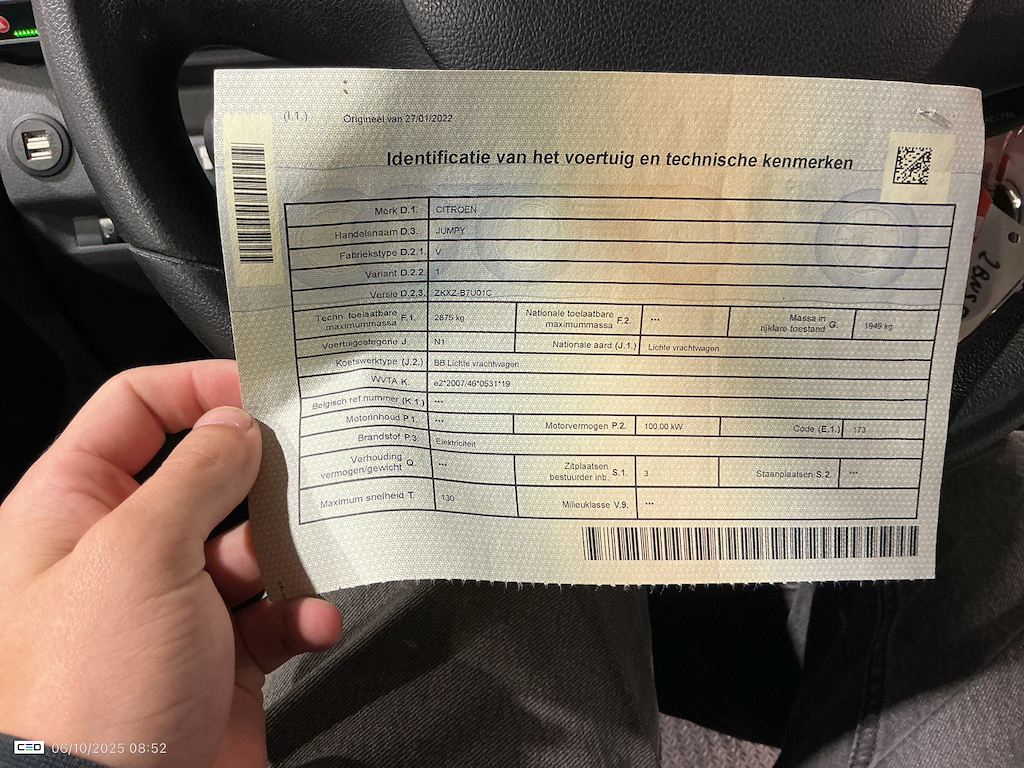 (I.1.) Origineel van 27/01/2022
Identificatie van het voertuig en technische kenmerken
Merk D.1. CITROEN
Handelsnaam D.3. JUMPY
Fabriekstype D.2.1. V
Variant D.2.2. 1
Versie D.2.3. ZKXZ-B7U01C
Techn. toelaatbare maximummassa F.1. 2875 kg Nationale toelaatbare maximummassa F.2. --- Massa in rijklare toestand G. 1949 kg
Voertuigcategorie J. N1 Nationale aard (J.1.) Lichte vrachtwagen
Koetswerktype (J.2.) BB Lichte vrachtwagen
WVTA K. e2*2007/46*0531*19
Belgisch ref.nummer (K.1.) ---
Motorinhoud P.1. --- Motorvermogen P.2. 100,00 kW Code (E.1.) 173
Brandstof P.3. Elektriciteit
Verhouding vermogen/gewicht Q. --- Zitplaatsen bestuurder inb. S.1. 3 Staanplaatsen S.2. ---
Maximum snelheid T. 130 Milieuklasse V.9. ---
CEO 06/10/2025 08:52